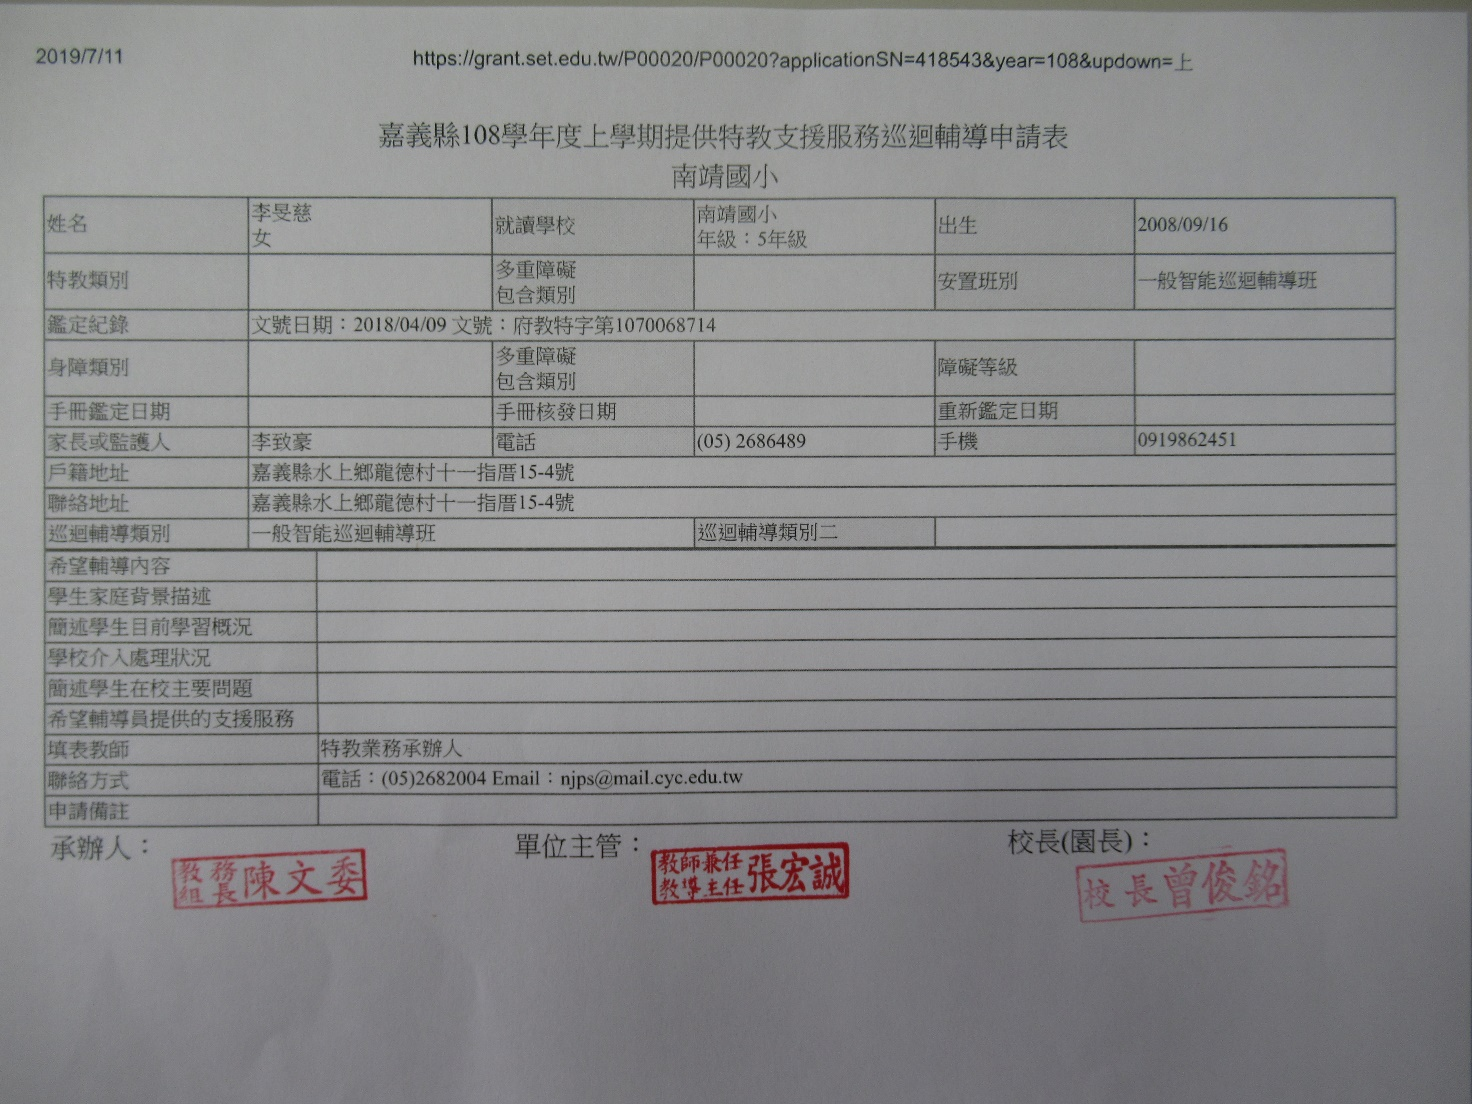 2019/7/11
https://grant.set.edu.tw/P00020/P00020?applicationSN=418543&year=108&updown=上
嘉義縣108學年度上學期提供特教支援服務巡迴輔導申請表
南靖國小
姓名 李旻慈 女 就讀學校 南靖國小 年級：5年級 出生 2008/09/16
特教類別 多重障礙包含類別 安置班別 一般智能巡迴輔導班
鑑定紀錄 文號日期：2018/04/09 文號：府教特字第1070068714
身障類別 多重障礙包含類別 障礙等級
手冊鑑定日期 手冊核發日期 重新鑑定日期
家長或監護人 李致豪 電話 (05) 2686489 手機 0919862451
戶籍地址 嘉義縣水上鄉龍德村十一指厝15-4號
聯絡地址 嘉義縣水上鄉龍德村十一指厝15-4號
巡迴輔導類別 一般智能巡迴輔導班 巡迴輔導類別二
希望輔導內容
學生家庭背景描述
簡述學生目前學習概況
學校介入處理狀況
簡述學生在校主要問題
希望輔導員提供的支援服務
填表教師 特教業務承辦人
聯絡方式 電話：(05)2682004 Email：njps@mail.cyc.edu.tw
申請備註
承辦人： 單位主管： 校長(園長)：
教務組長 陳文委 教師兼任教導主任 張宏誠 校長 曾俊銘